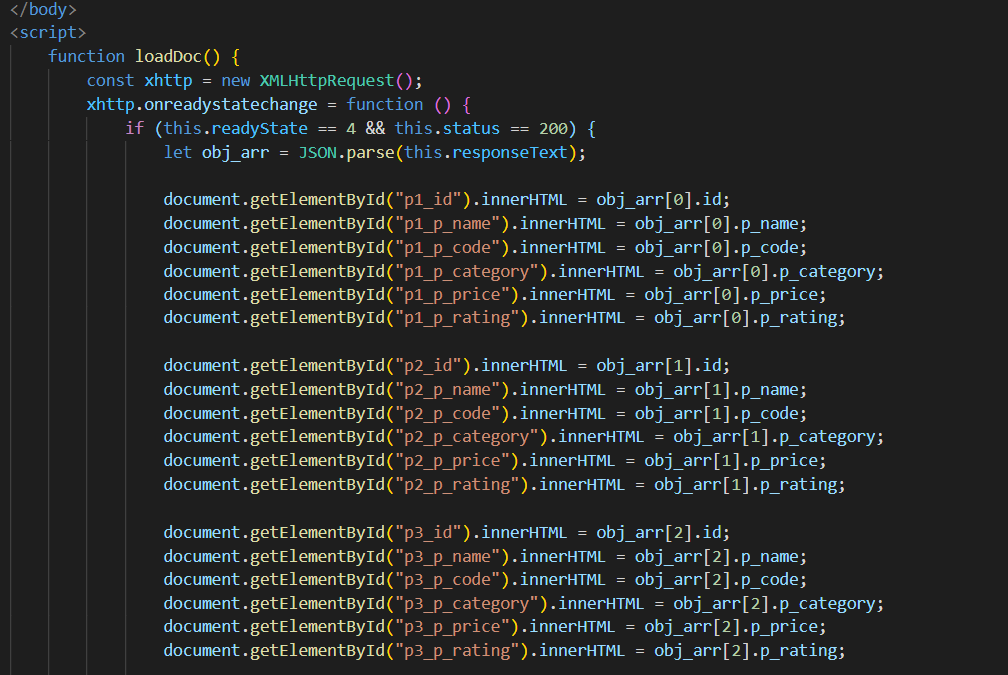 </body>
<script>
function loadDoc() {
const xhttp = new XMLHttpRequest();
xhttp.onreadystatechange = function () {
if (this.readyState == 4 && this.status == 200) {
let obj_arr = JSON.parse(this.responseText);
document.getElementById("p1_id").innerHTML = obj_arr[0].id;
document.getElementById("p1_p_name").innerHTML = obj_arr[0].p_name;
document.getElementById("p1_p_code").innerHTML = obj_arr[0].p_code;
document.getElementById("p1_p_category").innerHTML = obj_arr[0].p_category;
document.getElementById("p1_p_price").innerHTML = obj_arr[0].p_price;
document.getElementById("p1_p_rating").innerHTML = obj_arr[0].p_rating;
document.getElementById("p2_id").innerHTML = obj_arr[1].id;
document.getElementById("p2_p_name").innerHTML = obj_arr[1].p_name;
document.getElementById("p2_p_code").innerHTML = obj_arr[1].p_code;
document.getElementById("p2_p_category").innerHTML = obj_arr[1].p_category;
document.getElementById("p2_p_price").innerHTML = obj_arr[1].p_price;
document.getElementById("p2_p_rating").innerHTML = obj_arr[1].p_rating;
document.getElementById("p3_id").innerHTML = obj_arr[2].id;
document.getElementById("p3_p_name").innerHTML = obj_arr[2].p_name;
document.getElementById("p3_p_code").innerHTML = obj_arr[2].p_code;
document.getElementById("p3_p_category").innerHTML = obj_arr[2].p_category;
document.getElementById("p3_p_price").innerHTML = obj_arr[2].p_price;
document.getElementById("p3_p_rating").innerHTML = obj_arr[2].p_rating;